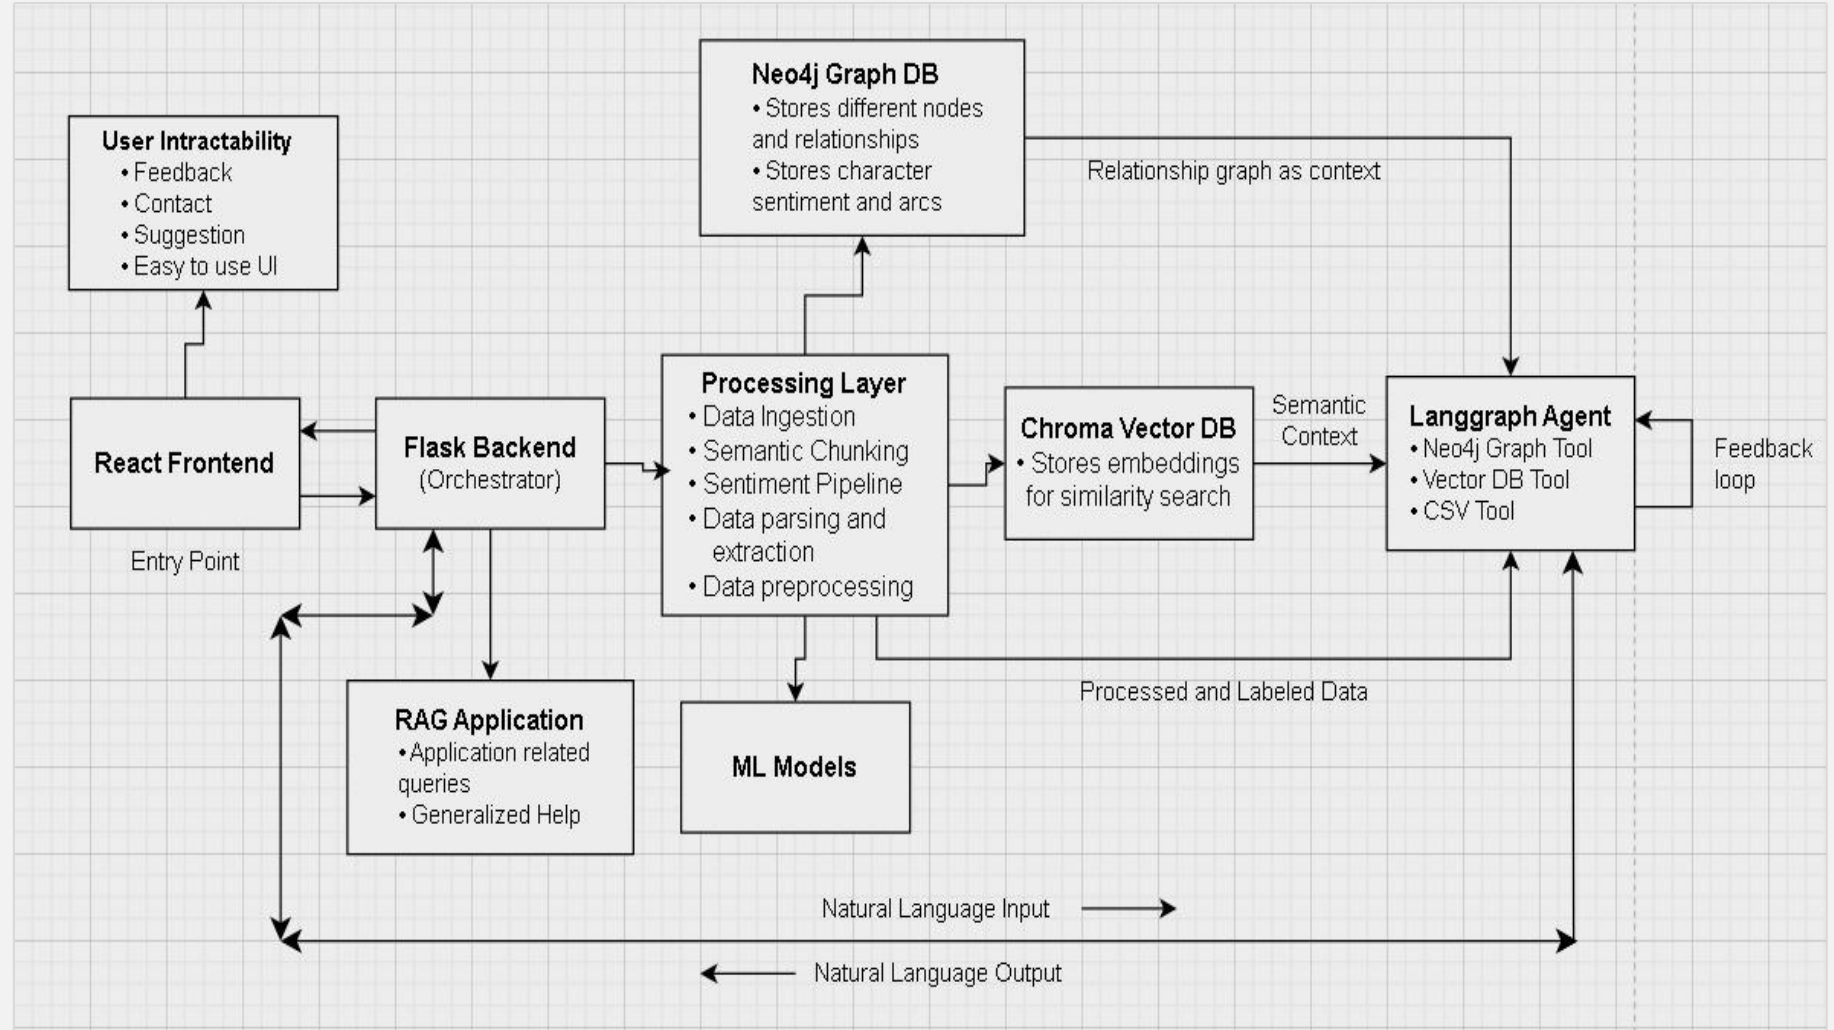 Neo4j Graph DB
• Stores different nodes
and relationships
• Stores character
sentiment and arcs
User Intractability
• Feedback
• Contact
• Suggestion
• Easy to use UI
Relationship graph as context
React Frontend
Entry Point
Flask Backend
(Orchestrator)
Processing Layer
• Data Ingestion
• Semantic Chunking
• Sentiment Pipeline
• Data parsing and
extraction
• Data preprocessing
Chroma Vector DB
• Stores embeddings
for similarity search
Semantic
Context
Langgraph Agent
• Neo4j Graph Tool
• Vector DB Tool
• CSV Tool
Feedback
loop
RAG Application
• Application related
queries
• Generalized Help
ML Models
Processed and Labeled Data
Natural Language Input
Natural Language Output